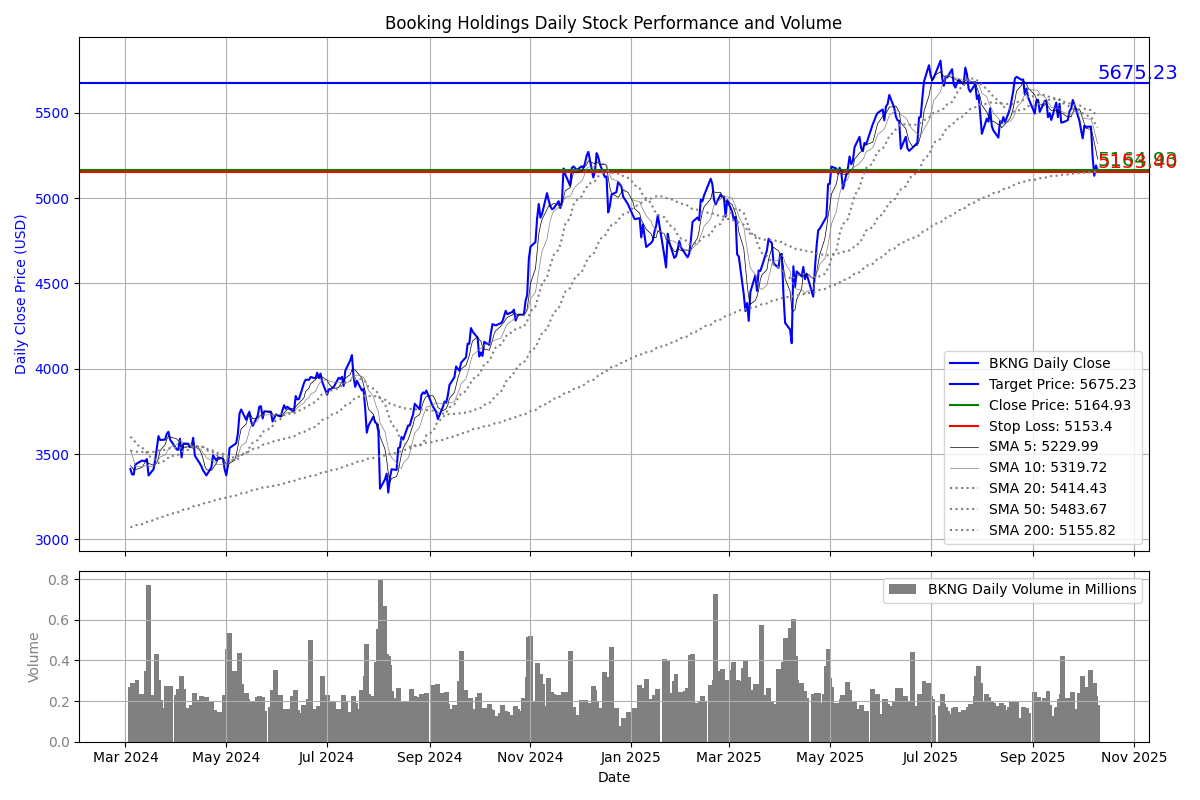 Booking Holdings Daily Stock Performance and Volume
5675.23
5164.93
5153.40
5500
5000
4500
4000
3500
3000
Daily Close Price (USD)
BKNG Daily Close
Target Price: 5675.23
Close Price: 5164.93
Stop Loss: 5153.4
SMA 5: 5229.99
SMA 10: 5319.72
SMA 20: 5414.43
SMA 50: 5483.67
SMA 200: 5155.82
0.8
0.6
0.4
0.2
0.0
Volume
BKNG Daily Volume in Millions
Mar 2024 May 2024 Jul 2024 Sep 2024 Nov 2024 Jan 2025 Mar 2025 May 2025 Jul 2025 Sep 2025 Nov 2025
Date